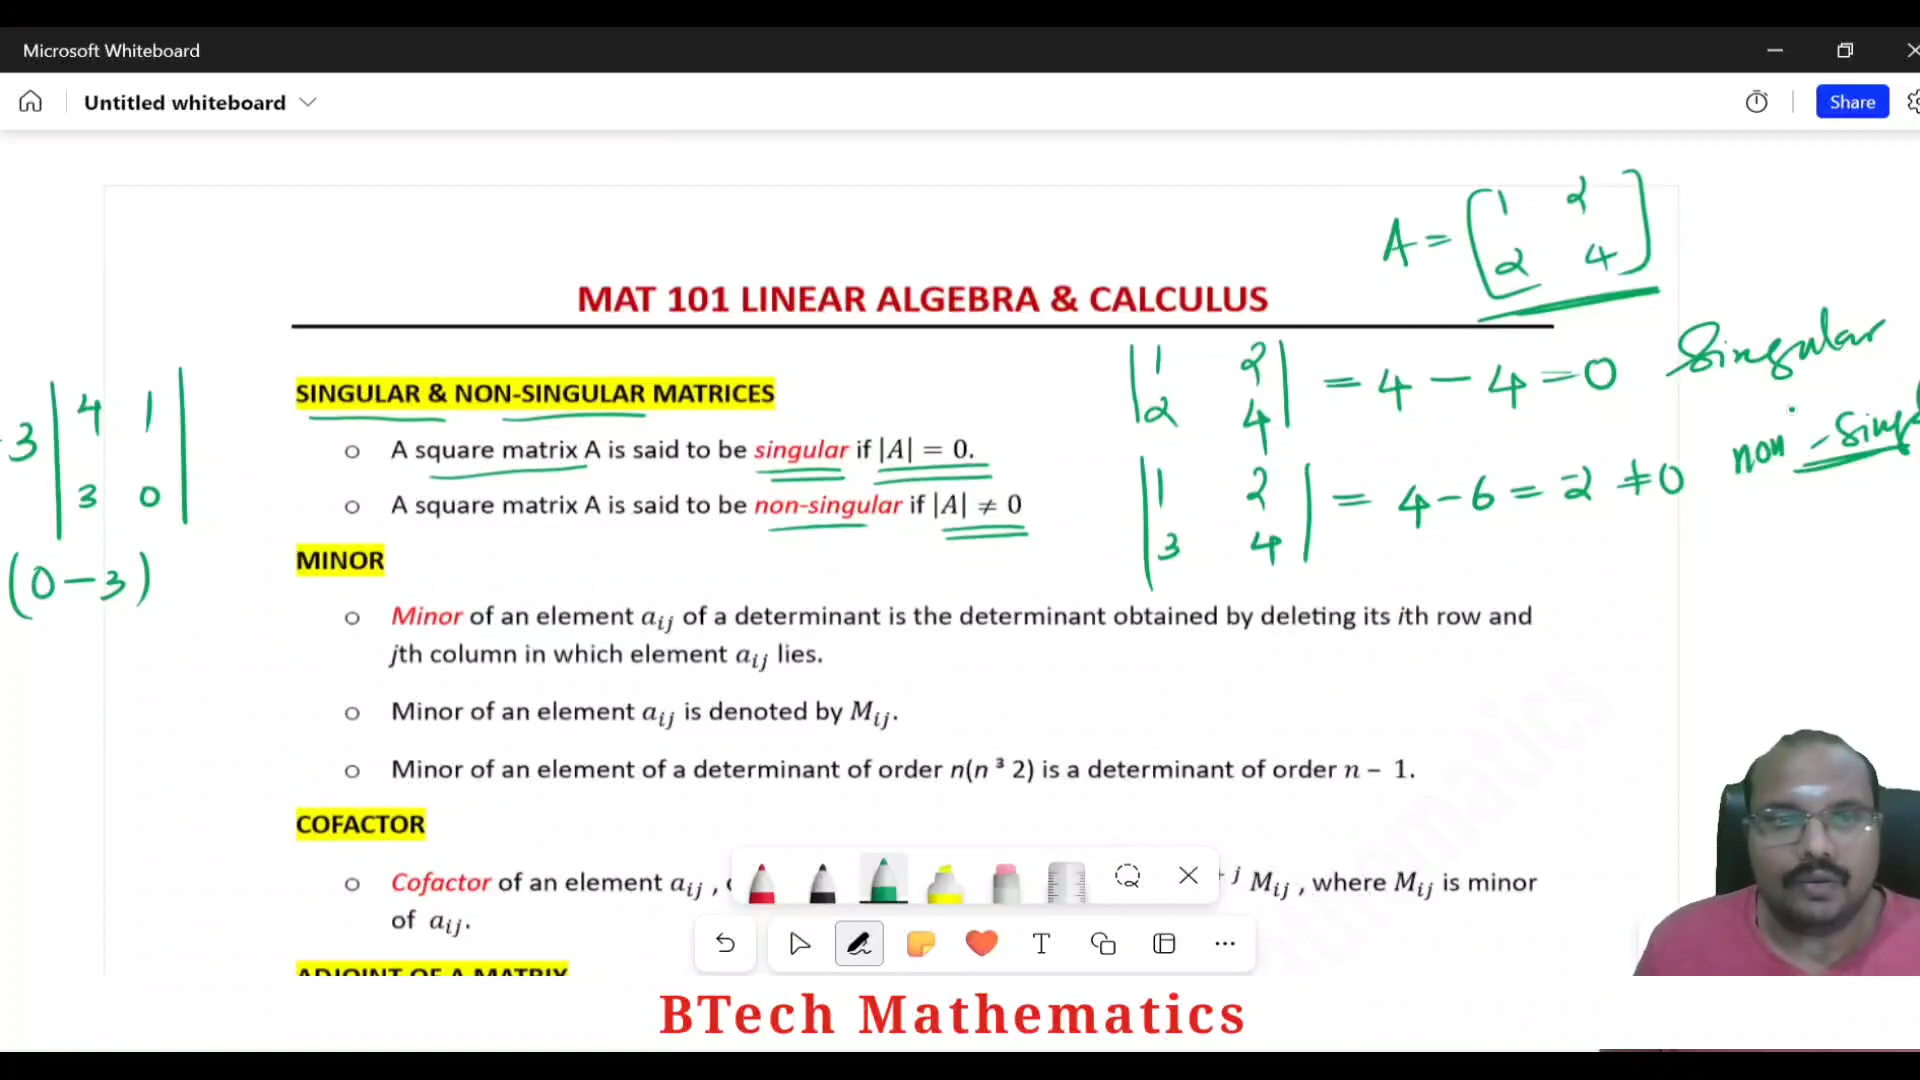 Microsoft Whiteboard
Untitled whiteboard
Share
A = [1 2
2 4]
MAT 101 LINEAR ALGEBRA & CALCULUS
SINGULAR & NON-SINGULAR MATRICES
A square matrix A is said to be singular if |A| = 0.
A square matrix A is said to be non-singular if |A| ≠ 0
|1 2
2 4| = 4 - 4 = 0 Singular
|1 2
3 4| = 4 - 6 = 2 ≠ 0 non-sing
3 |4 1
3 0|
(0 - 3)
MINOR
Minor of an element aij of a determinant is the determinant obtained by deleting its ith row and
jth column in which element aij lies.
Minor of an element aij is denoted by Mij.
Minor of an element of a determinant of order n(n ³ 2) is a determinant of order n − 1.
COFACTOR
Cofactor of an element aij ,
+ j Mij , where Mij is minor
of aij.
ADJOINT OF A MATRIX
BTech Mathematics